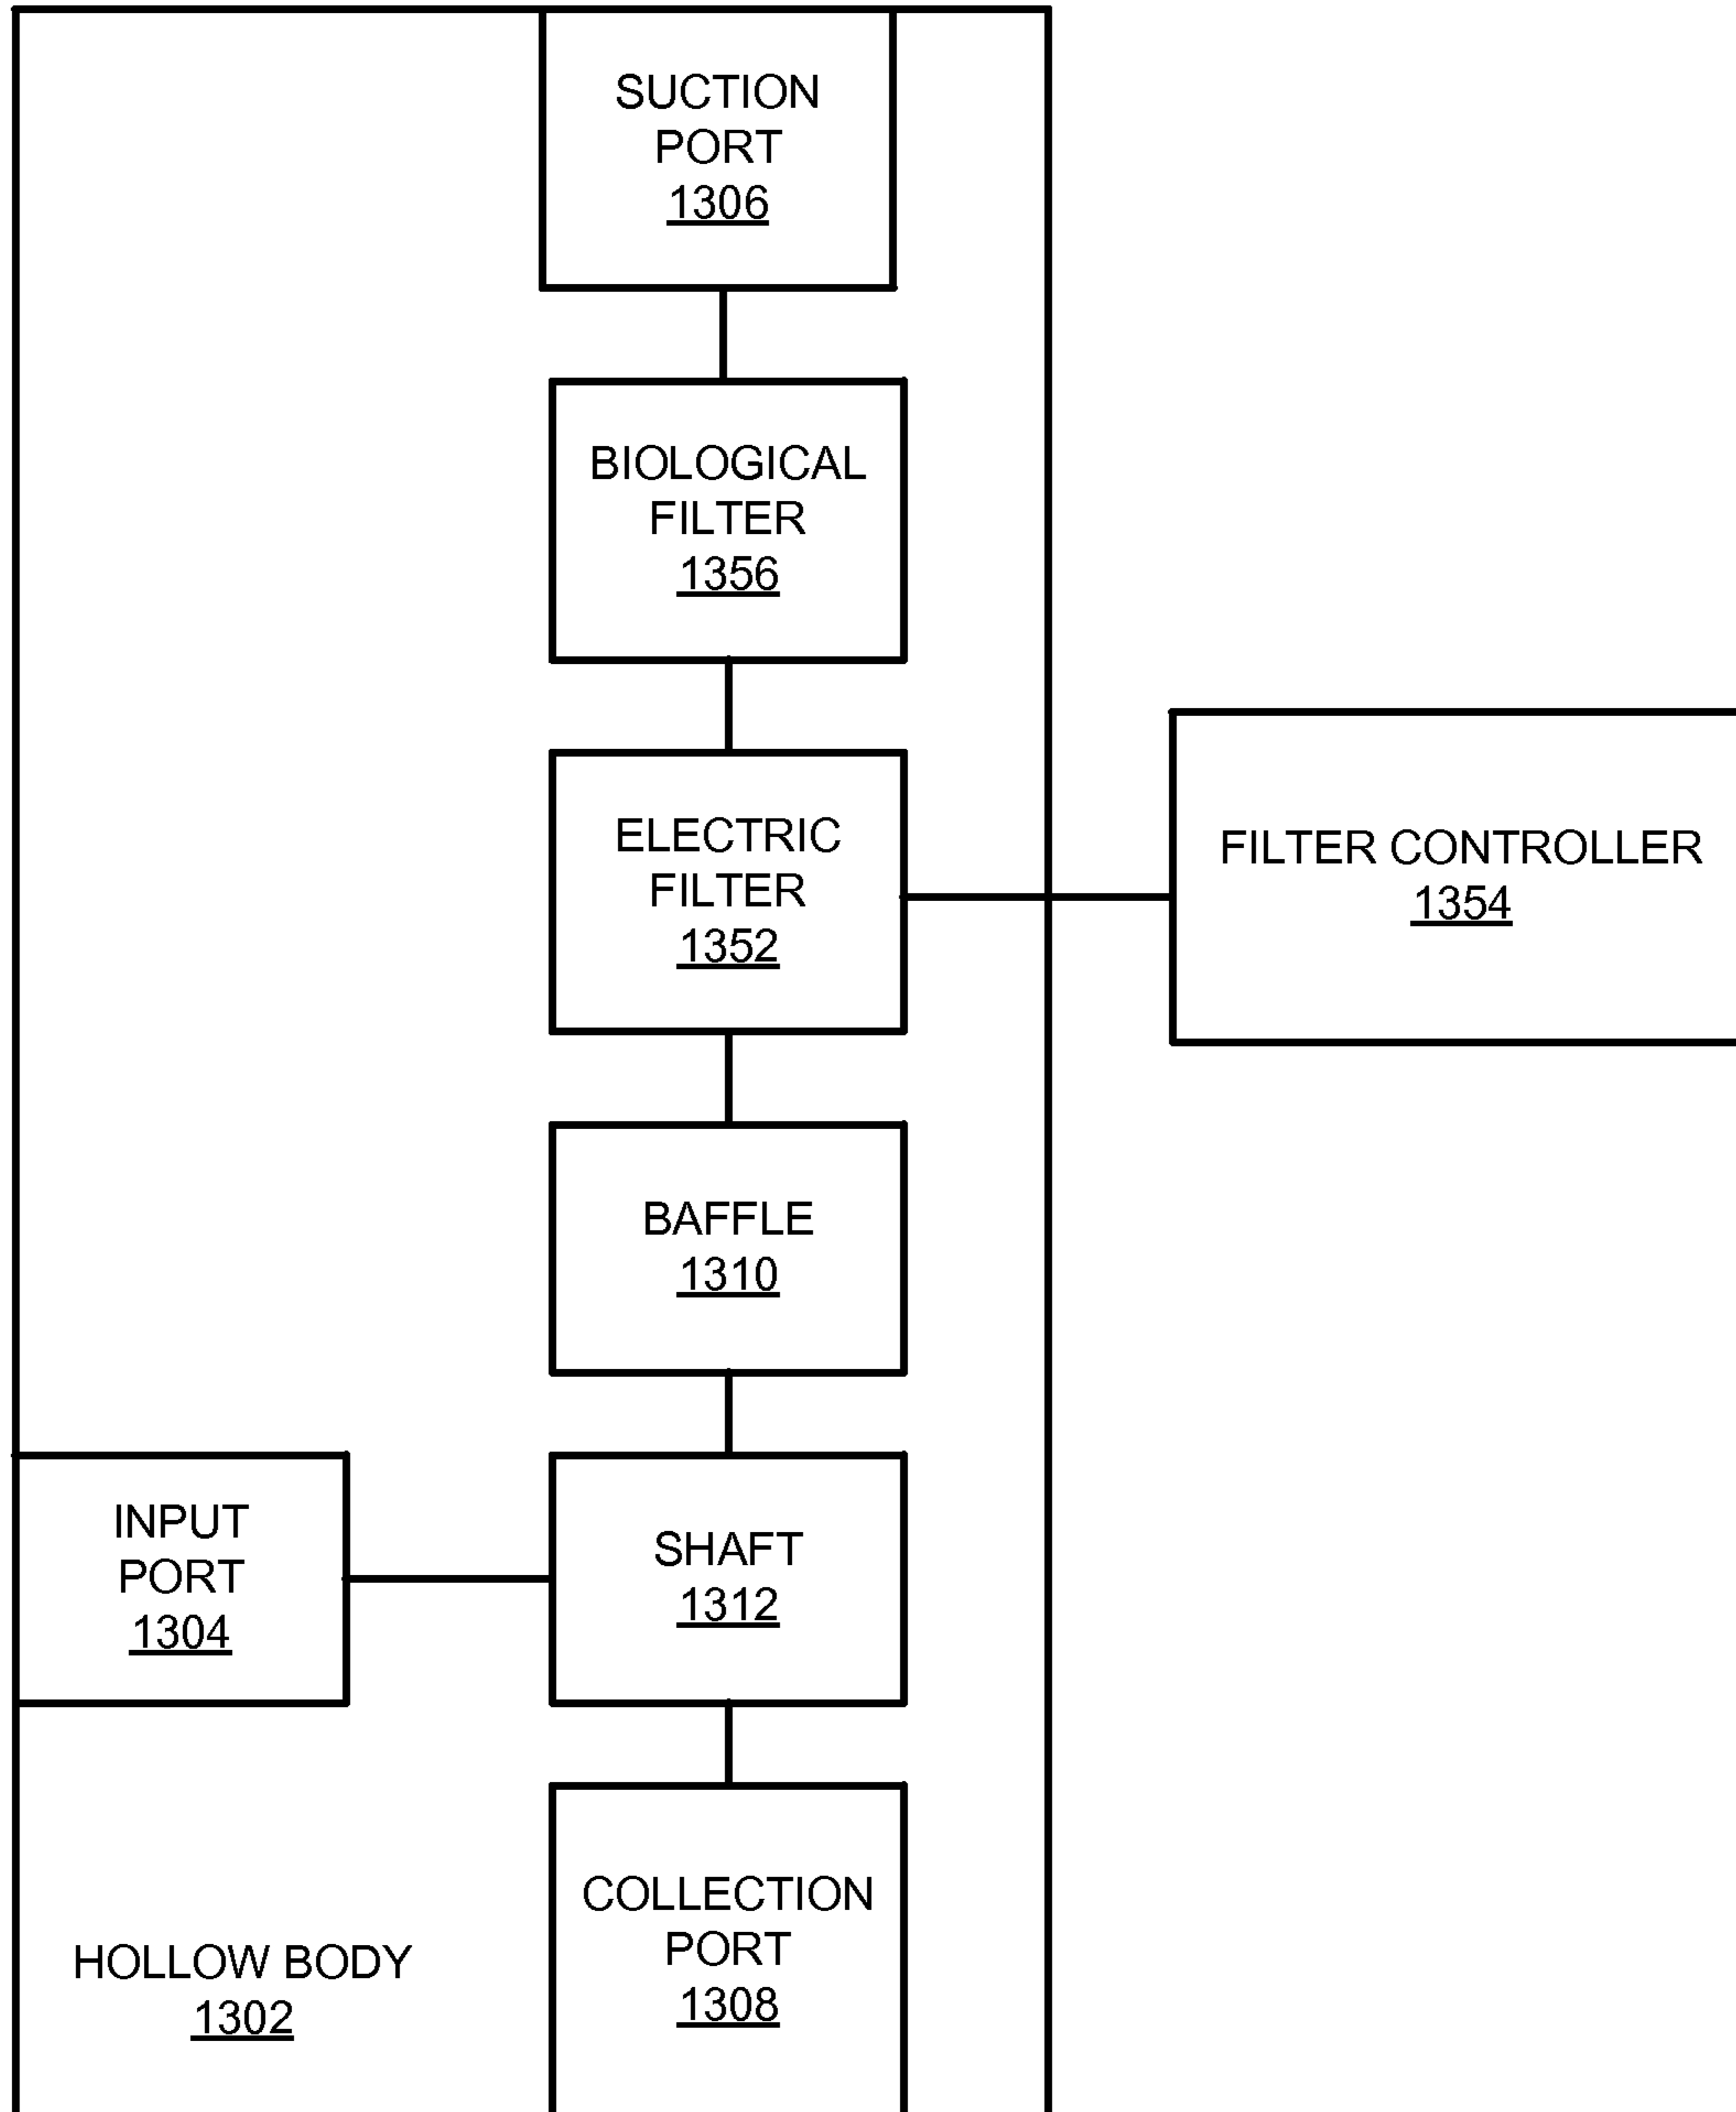 SUCTION
PORT
1306
BIOLOGICAL
FILTER
1356
ELECTRIC
FILTER
1352
FILTER CONTROLLER
1354
BAFFLE
1310
INPUT
PORT
1304
SHAFT
1312
COLLECTION
PORT
1308
HOLLOW BODY
1302